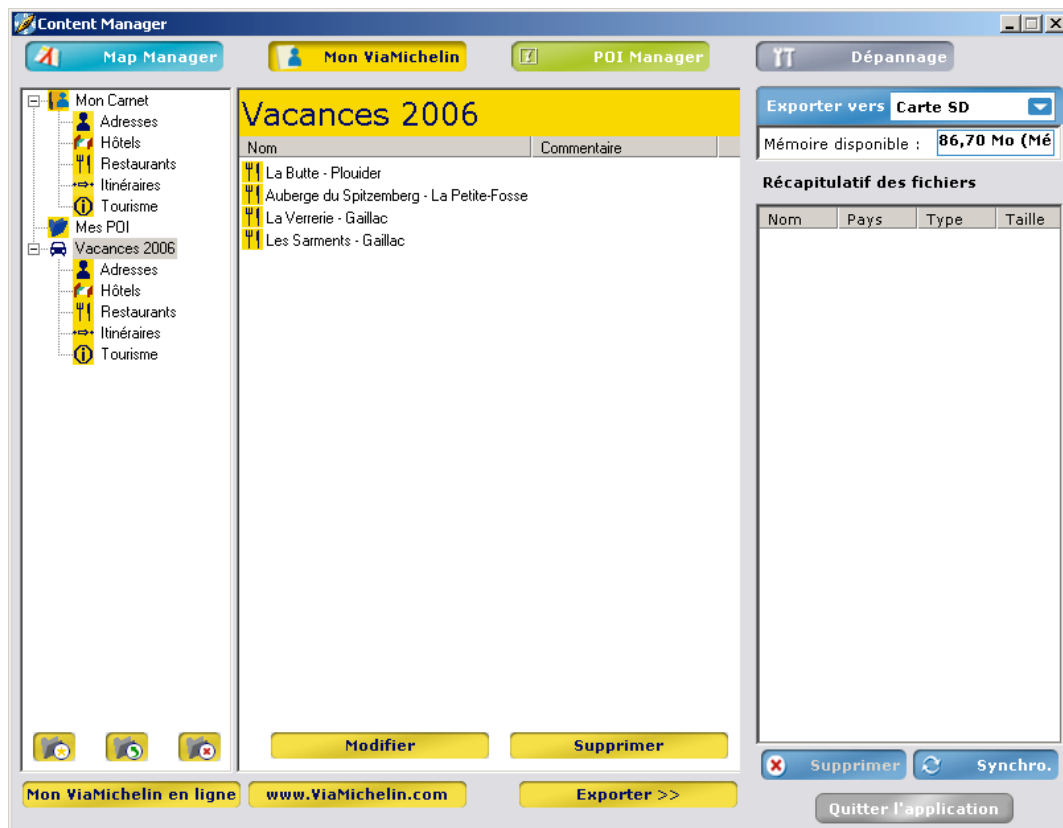 Content Manager
Map Manager
Mon ViaMichelin
POI Manager
Dépannage
Mon Carnet
Adresses
Hôtels
Restaurants
Itinéraires
Tourisme
Mes POI
Vacances 2006
Adresses
Hôtels
Restaurants
Itinéraires
Tourisme
Vacances 2006
Nom Commentaire
La Butte - Plouider
Auberge du Spitzemberg - La Petite-Fosse
La Verrerie - Gaillac
Les Sarments - Gaillac
Modifier
Supprimer
Exporter vers Carte SD
Mémoire disponible : 86,70 Mo (Mé
Récapitulatif des fichiers
Nom Pays Type Taille
Supprimer
Synchro.
Mon ViaMichelin en ligne
www.ViaMichelin.com
Exporter >>
Quitter l'application